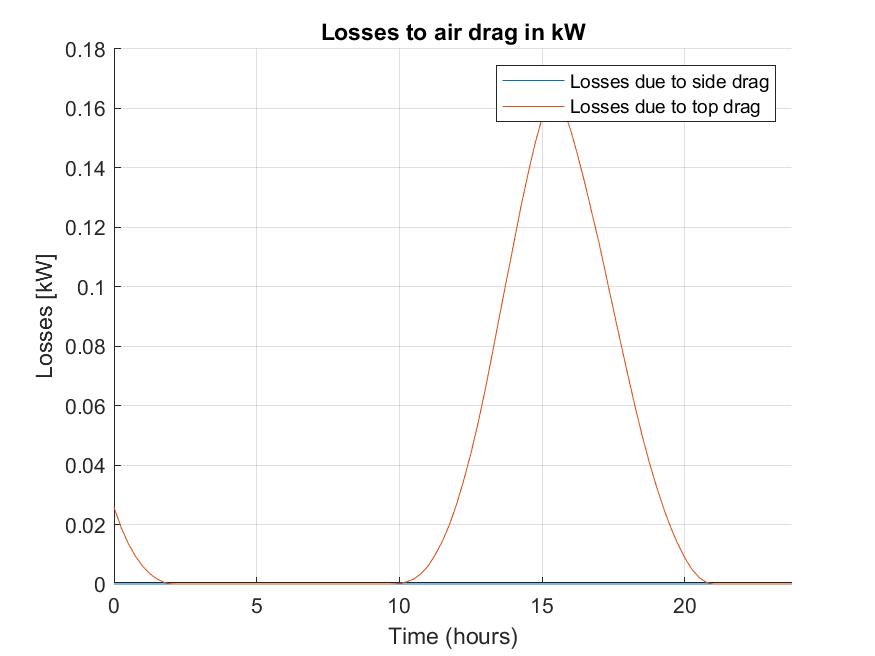 Losses to air drag in kW
0.18
0.16
0.14
0.12
0.1
0.08
0.06
0.04
0.02
0
Losses [kW]
Losses due to side drag
Losses due to top drag
0 5 10 15 20
Time (hours)